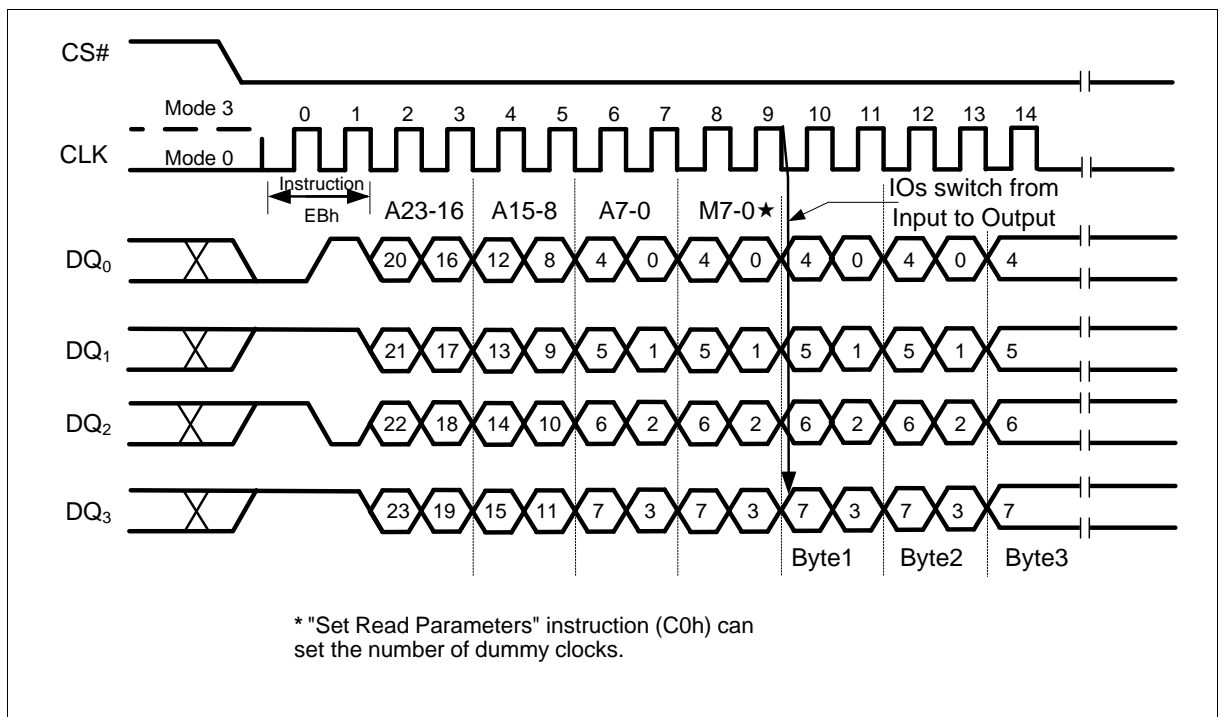 CS#
Mode 3
CLK
Mode 0
0 1 2 3 4 5 6 7 8 9 10 11 12 13 14
Instruction
EBh
A23-16 A15-8 A7-0 M7-0★
IOs switch from
Input to Output
DQ0 20 16 12 8 4 0 4 0 4 0 4 0 4
DQ1 21 17 13 9 5 1 5 1 5 1 5 1 5
DQ2 22 18 14 10 6 2 6 2 6 2 6 2 6
DQ3 23 19 15 11 7 3 7 3 7 3 7 3 7
Byte1 Byte2 Byte3
* "Set Read Parameters" instruction (C0h) can
set the number of dummy clocks.